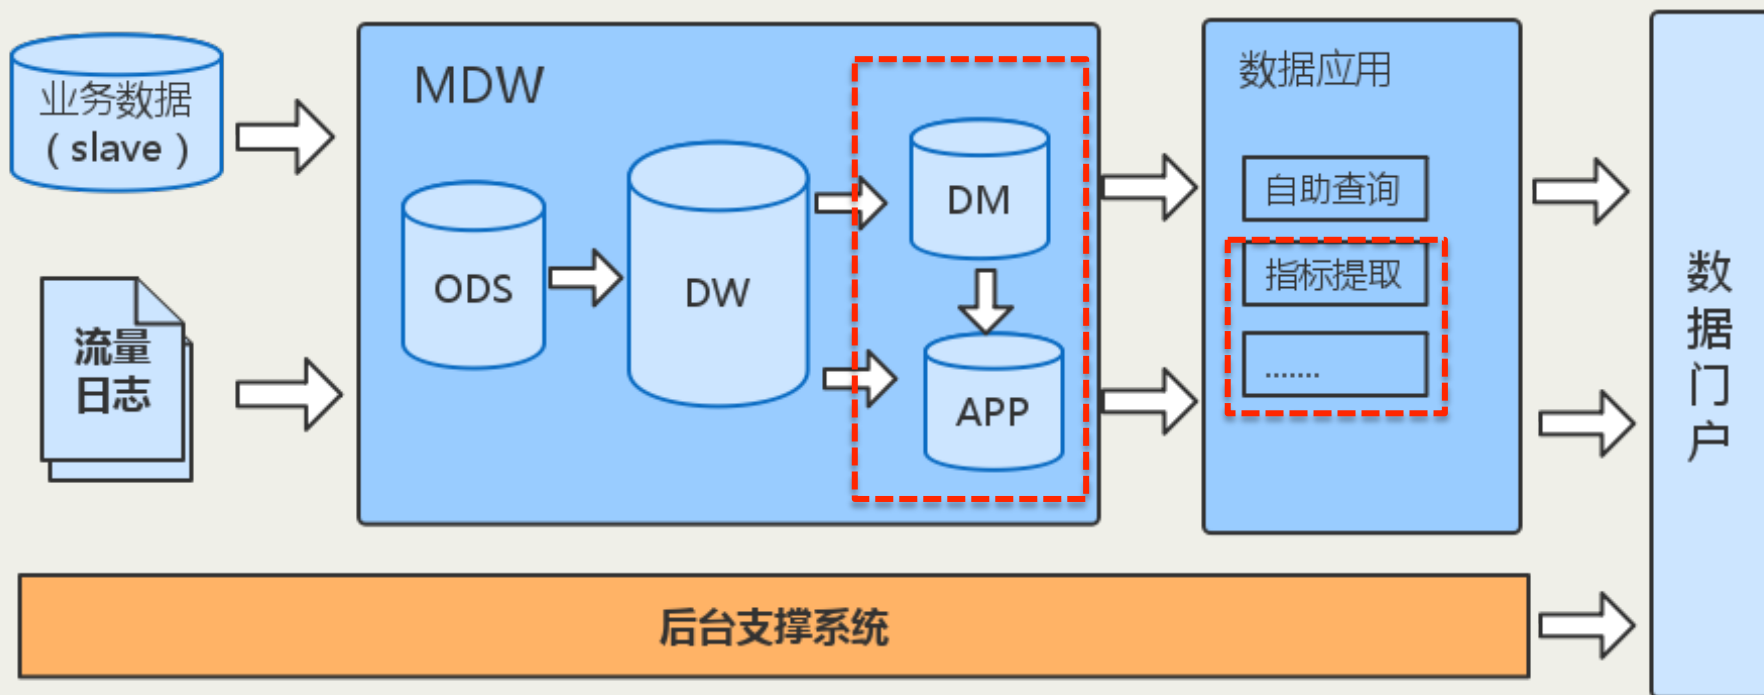 业务数据
（slave）
流量
日志
MDW
ODS
DW
DM
APP
数据应用
自助查询
指标提取
.......
数
据
门
户
后台支撑系统